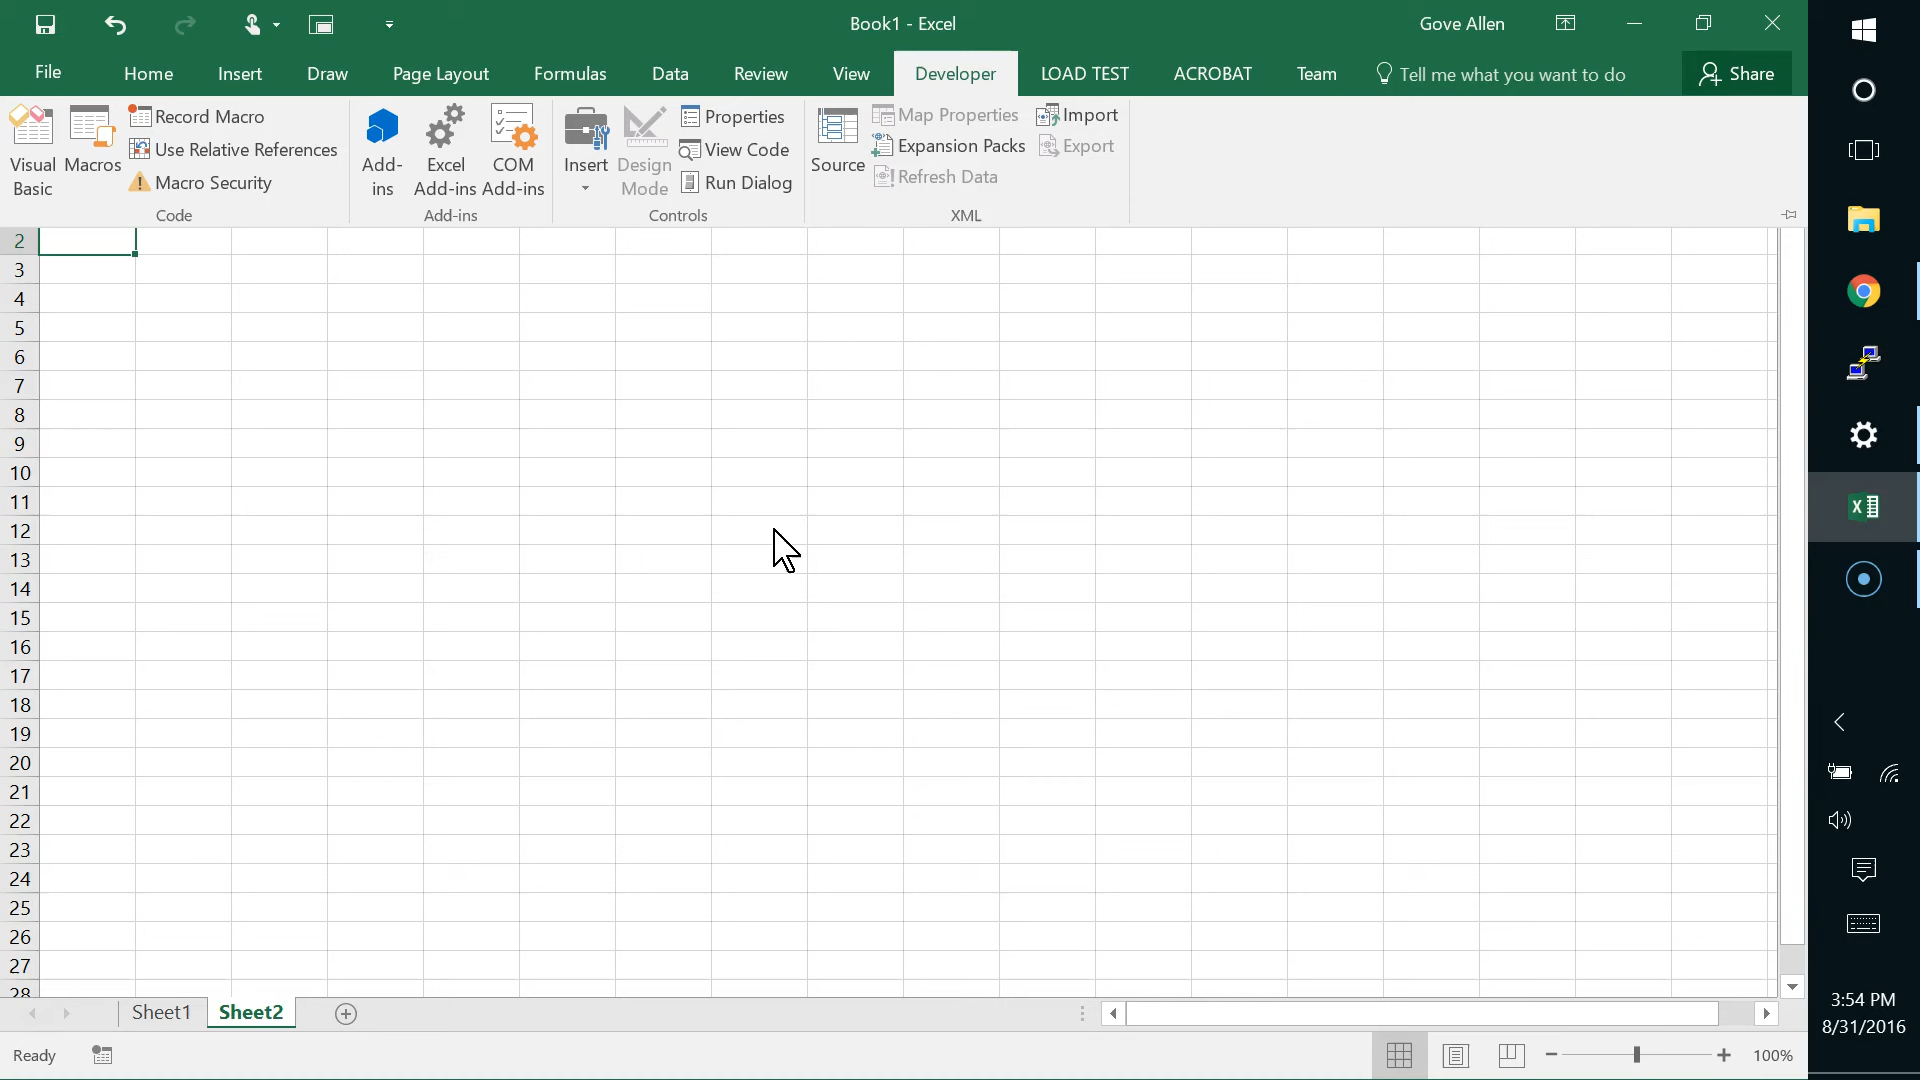 Book1 - Excel
Gove Allen
File
Home
Insert
Draw
Page Layout
Formulas
Data
Review
View
Developer
LOAD TEST
ACROBAT
Team
Tell me what you want to do
Share
Visual
Basic
Macros
Record Macro
Use Relative References
Macro Security
Code
Add-
ins
Excel
Add-ins
COM
Add-ins
Add-ins
Insert
Design
Mode
Properties
View Code
Run Dialog
Controls
Source
Map Properties
Expansion Packs
Refresh Data
Import
Export
XML
2
3
4
5
6
7
8
9
10
11
12
13
14
15
16
17
18
19
20
21
22
23
24
25
26
27
28
Sheet1
Sheet2
Ready
100%
3:54 PM
8/31/2016